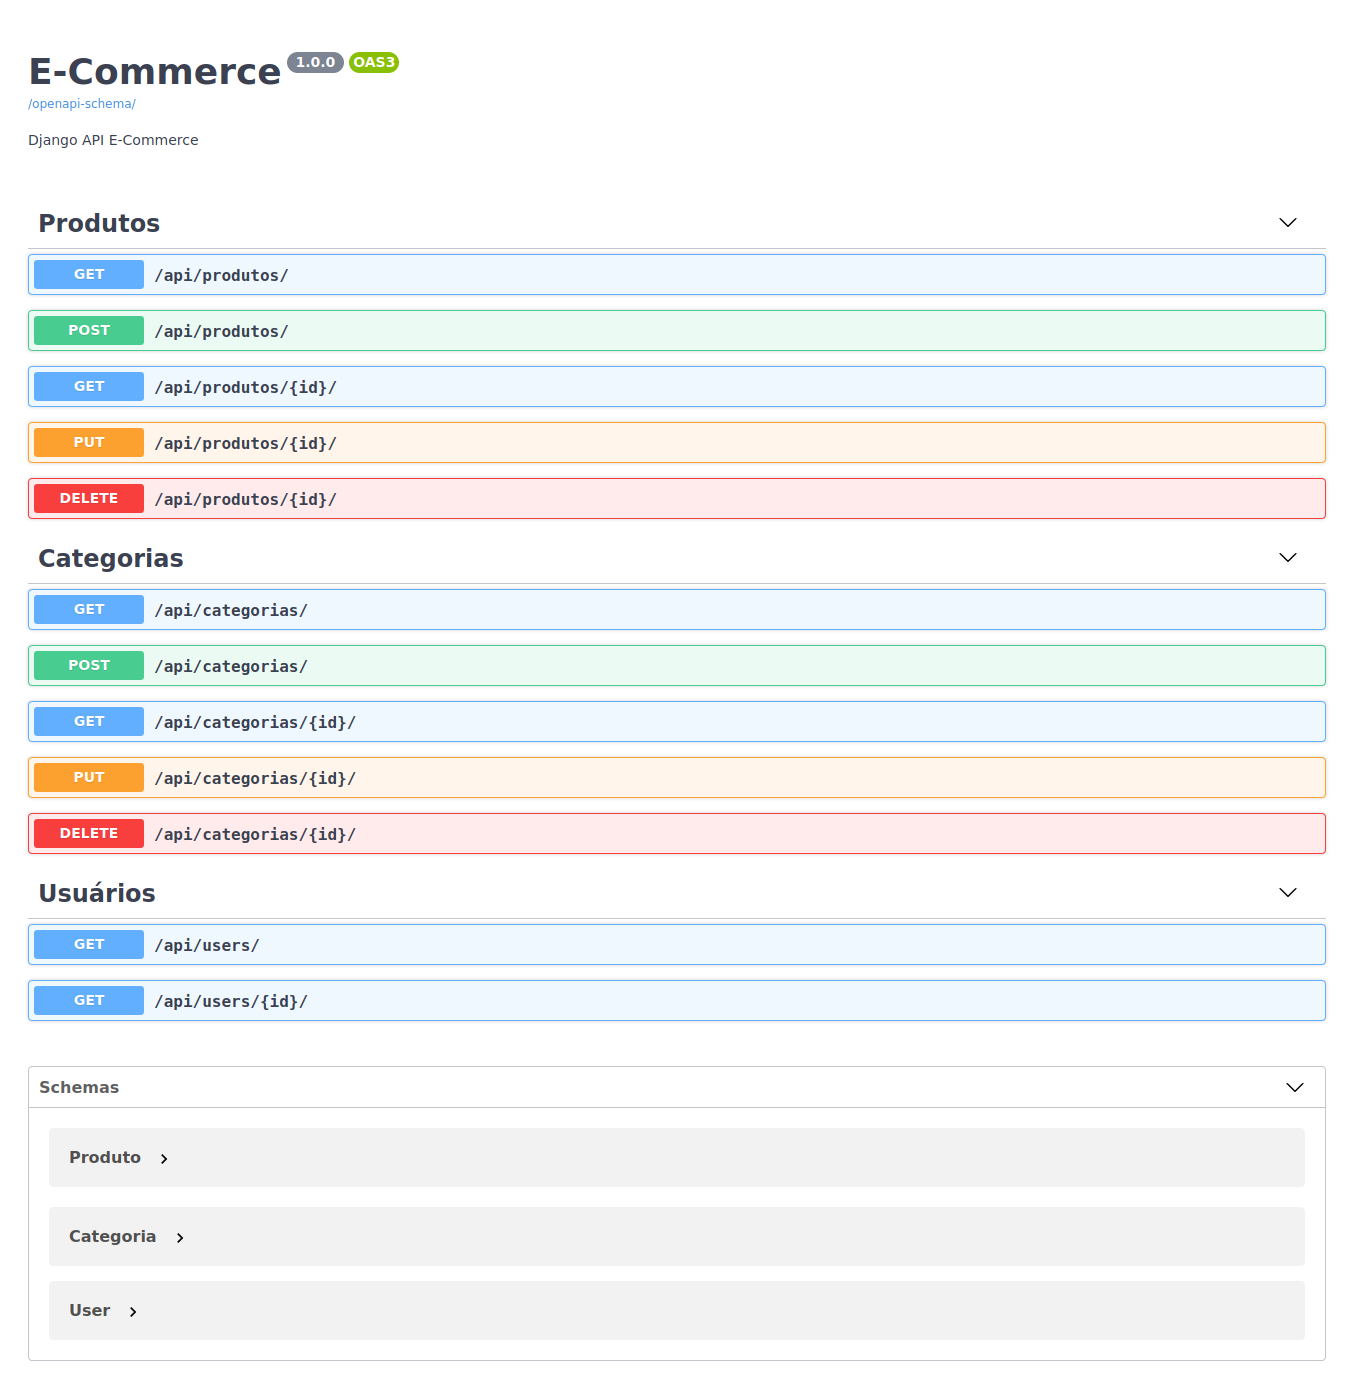 E-Commerce 1.0.0 OAS3
/openapi-schema/
Django API E-Commerce
Produtos
GET /api/produtos/
POST /api/produtos/
GET /api/produtos/{id}/
PUT /api/produtos/{id}/
DELETE /api/produtos/{id}/
Categorias
GET /api/categorias/
POST /api/categorias/
GET /api/categorias/{id}/
PUT /api/categorias/{id}/
DELETE /api/categorias/{id}/
Usuários
GET /api/users/
GET /api/users/{id}/
Schemas
Produto
Categoria
User